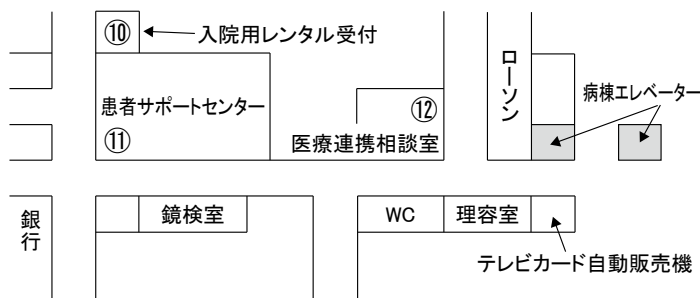 ⑩
入院用レンタル受付
ローソン
患者サポートセンター
⑪
⑫
医療連携相談室
病棟エレベーター
銀行
鏡検室
WC
理容室
テレビカード自動販売機